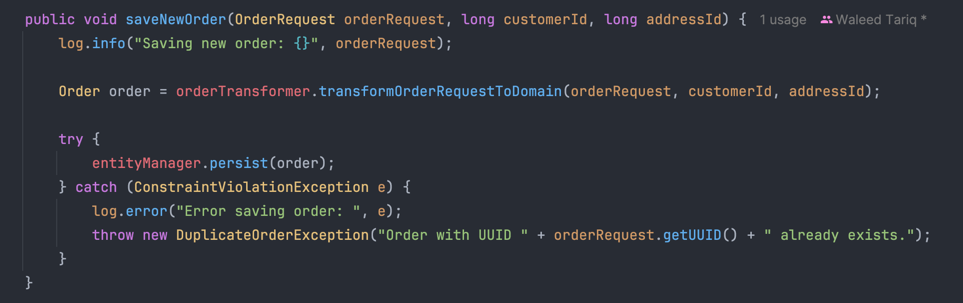 public void saveNewOrder(OrderRequest orderRequest, long customerId, long addressId) { 1 usage Waleed Tariq *
log.info("Saving new order: {}", orderRequest);
Order order = orderTransformer.transformOrderRequestToDomain(orderRequest, customerId, addressId);
try {
entityManager.persist(order);
} catch (ConstraintViolationException e) {
log.error("Error saving order: ", e);
throw new DuplicateOrderException("Order with UUID " + orderRequest.getUUID() + " already exists.");
}
}